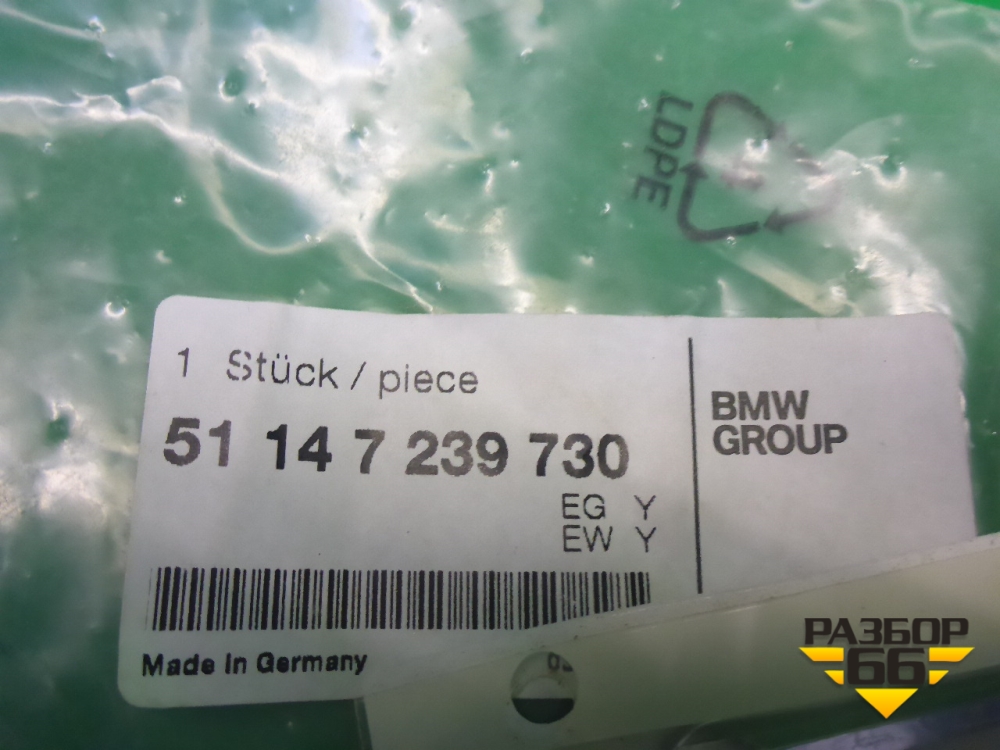 LDPE
1 Stück / piece
51 14 7 239 730
EG Y
EW Y
BMW
GROUP
Made In Germany
РАЗБОР
66